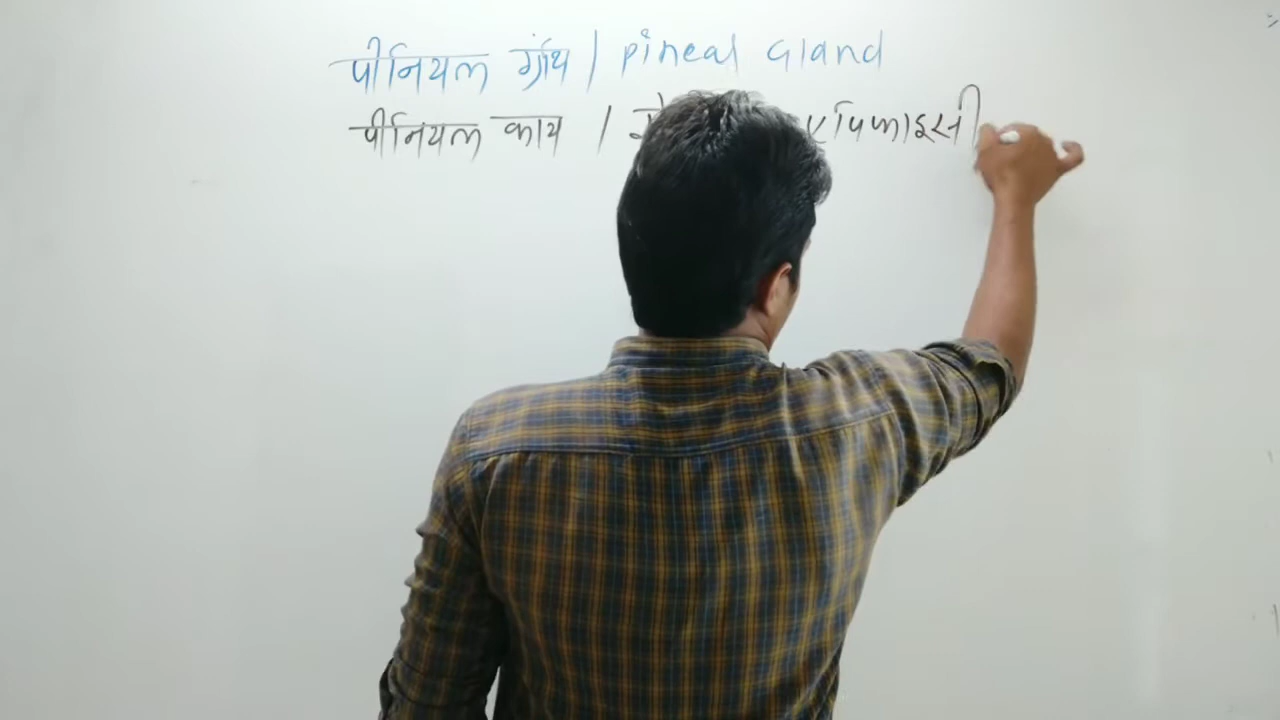 पीनियल ग्रंथि / pineal Gland
पीनियल काय / एपिफाइसी